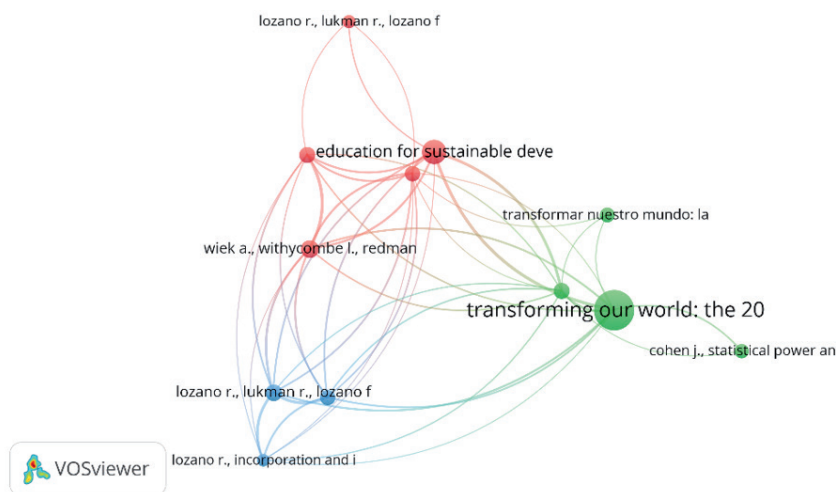 lozano r., lukman r., lozano f
education for sustainable deve
transformar nuestro mundo: la
wiek a., withycombe l., redman
transforming our world: the 20
cohen j., statistical power an
lozano r., lukman r., lozano f
lozano r., incorporation and i
VOSviewer